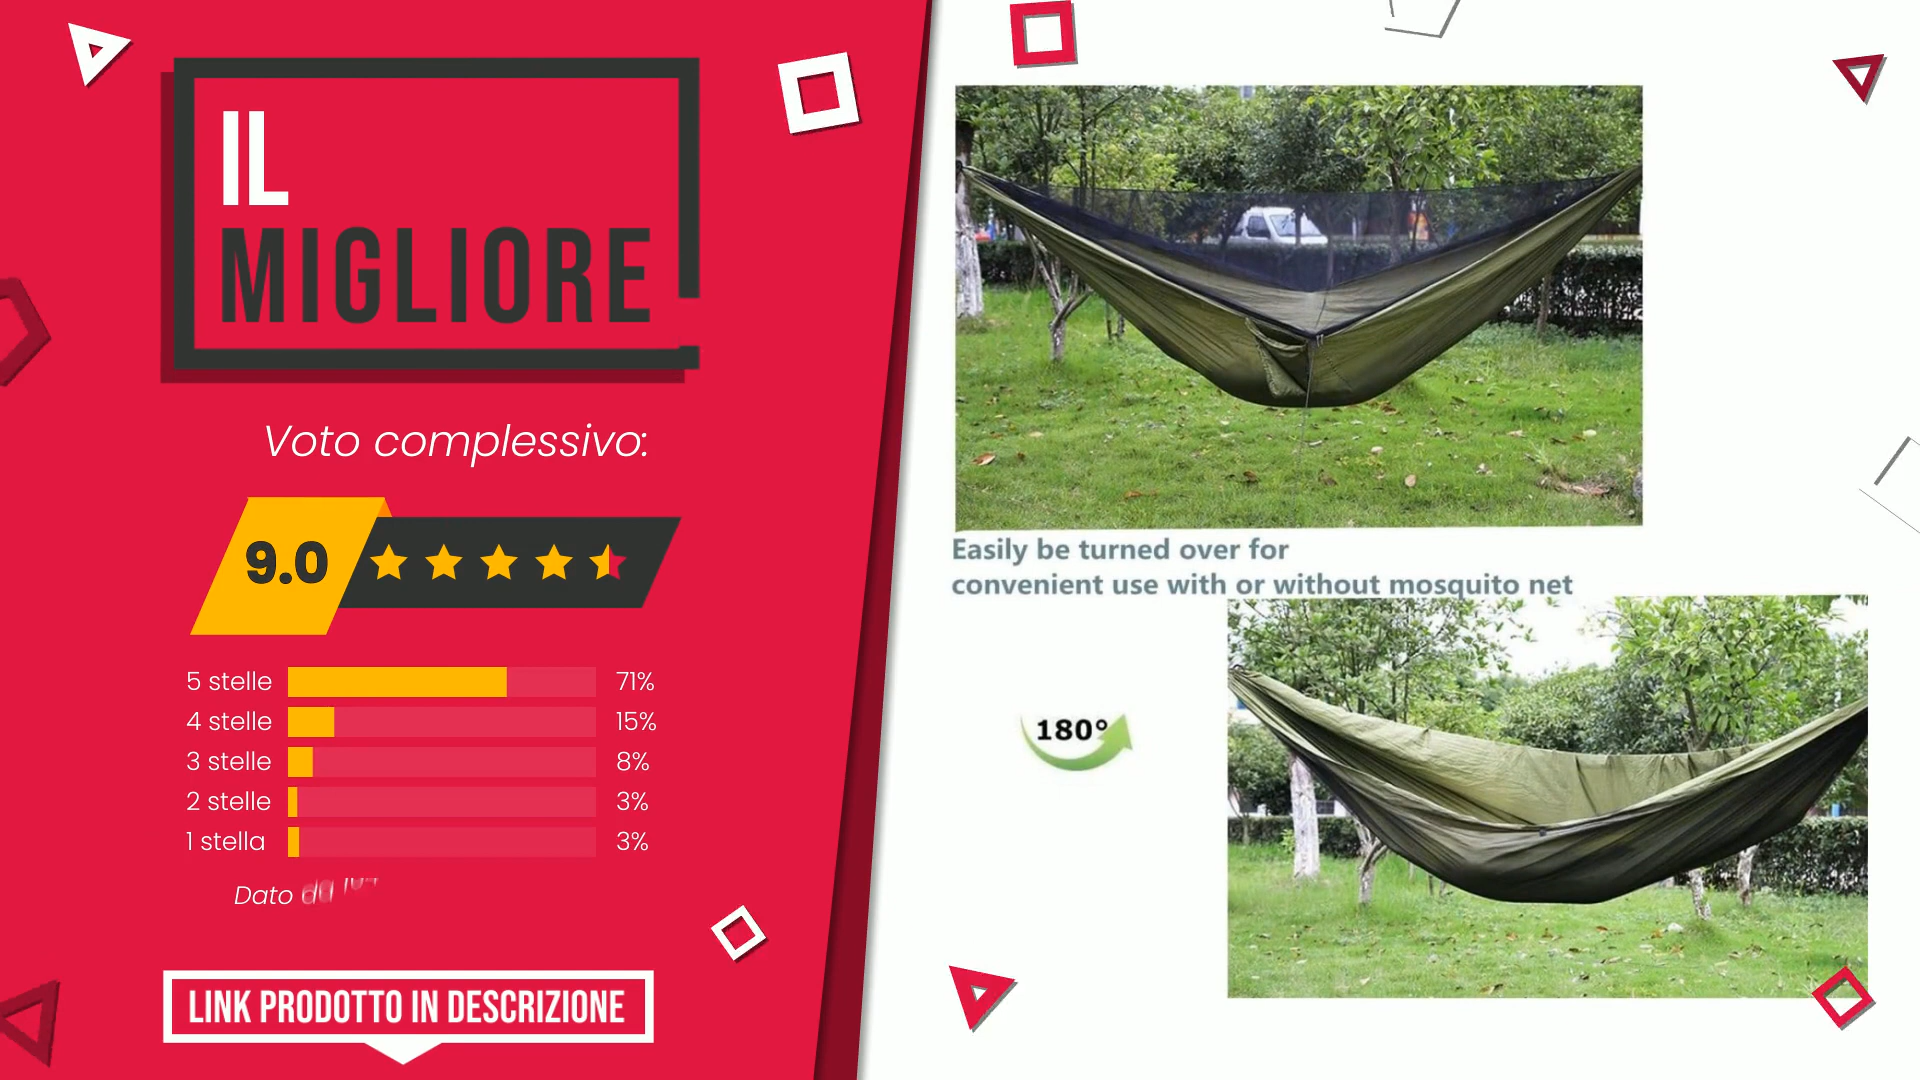 IL
MIGLIORE
Voto complessivo:
9.0
5 stelle 71%
4 stelle 15%
3 stelle 8%
2 stelle 3%
1 stella 3%
Dato da
LINK PRODOTTO IN DESCRIZIONE
Easily be turned over for
convenient use with or without mosquito net
180°